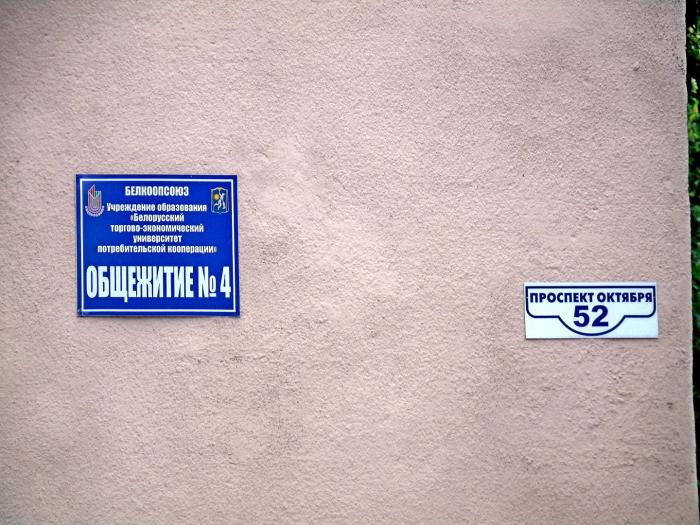 БЕЛКООПСОЮЗ
Учреждение образования
«Белорусский
торгово-экономический
университет
потребительской кооперации»
ОБЩЕЖИТИЕ № 4
ПРОСПЕКТ ОКТЯБРЯ
52